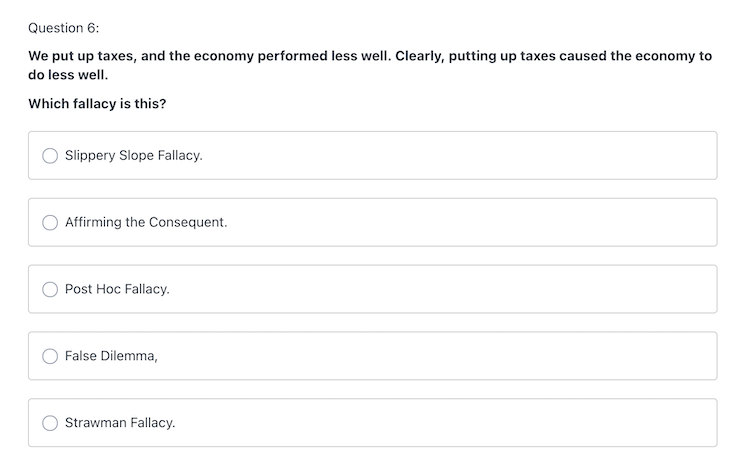 Question 6:
We put up taxes, and the economy performed less well. Clearly, putting up taxes caused the economy to
do less well.
Which fallacy is this?
Slippery Slope Fallacy.
Affirming the Consequent.
Post Hoc Fallacy.
False Dilemma,
Strawman Fallacy.